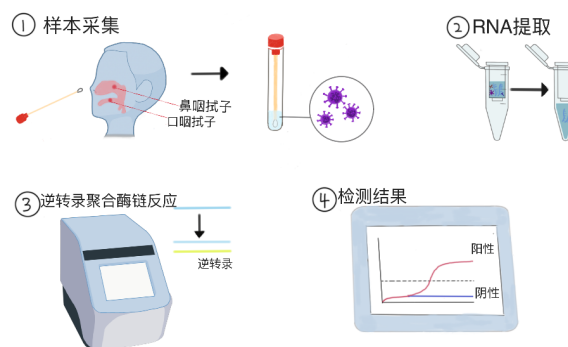 ① 样本采集
鼻咽拭子
口咽拭子
② RNA提取
③ 逆转录聚合酶链反应
逆转录
④ 检测结果
阳性
阴性